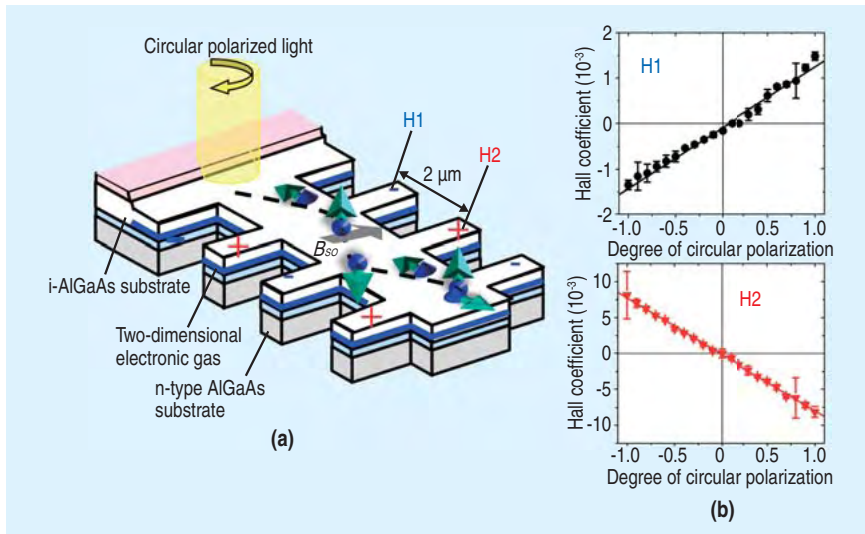 Circular polarized light
H1
H2
2 μm
+
-
+
-
+
-
B_SO
i-AlGaAs substrate
Two-dimensional
electronic gas
n-type AlGaAs
substrate
(a)
Hall coefficient (10⁻³)
2
1
0
-1
-2
H1
-1.0
-0.5
0
0.5
1.0
Degree of circular polarization
Hall coefficient (10⁻³)
10
5
0
-5
-10
H2
-1.0
-0.5
0
0.5
1.0
Degree of circular polarization
(b)